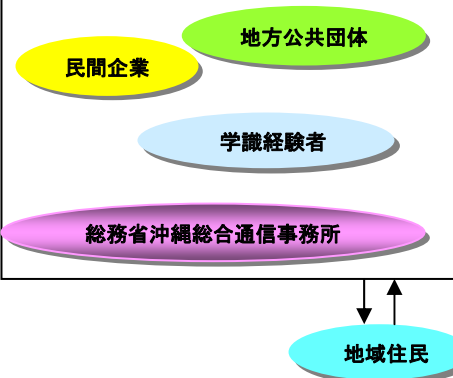 地方公共団体
民間企業
学識経験者
総務省沖縄総合通信事務所
地域住民